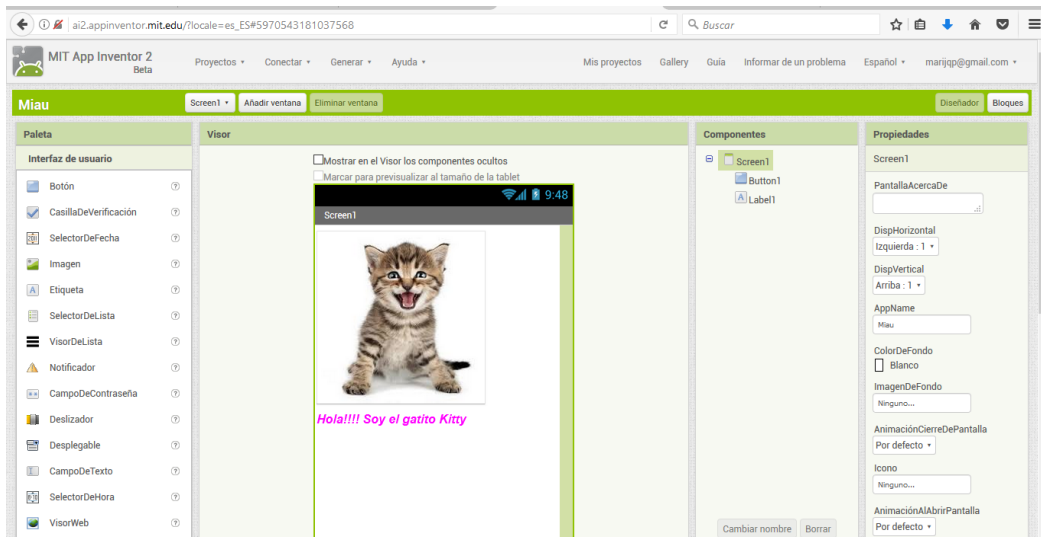 ai2.appinventor.mit.edu/?locale=es_ES#5970543181037568
Buscar
MIT App Inventor 2
Beta
Proyectos Conectar Generar Ayuda Mis proyectos Gallery Guía Informar de un problema Español marijqp@gmail.com
Miau
Screen1 Añadir ventana Eliminar ventana Diseñador Bloques
Paleta
Interfaz de usuario
Botón
CasillaDeVerificación
SelectorDeFecha
Imagen
Etiqueta
SelectorDeLista
VisorDeLista
Notificador
CampoDeContraseña
Deslizador
Desplegable
CampoDeTexto
SelectorDeHora
VisorWeb
Visor
Mostrar en el Visor los componentes ocultos
Marcar para previsualizar al tamaño de la tablet
9:48
Screen1
Hola!!!! Soy el gatito Kitty
Componentes
Screen1
Button1
Label1
Cambiar nombre Borrar
Propiedades
Screen1
PantallaAcercaDe
DispHorizontal
Izquierda : 1
DispVertical
Arriba : 1
AppName
Miau
ColorDeFondo
Blanco
ImagenDeFondo
Ninguno...
AnimaciónCierreDePantalla
Por defecto
Icono
Ninguno...
AnimaciónAlAbrirPantalla
Por defecto